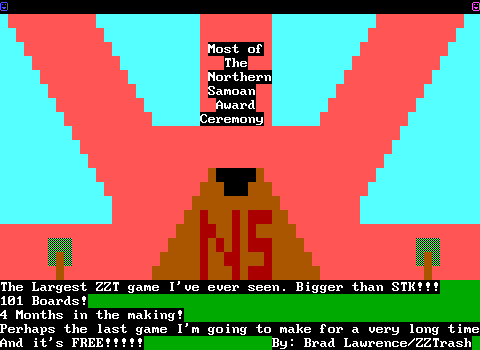 Most of
The
Northern
Samoan
Award
Ceremony
NS
The Largest ZZT game I've ever seen. Bigger than STK!!!
101 Boards!
4 Months in the making!
Perhaps the last game I'm going to make for a very long time
And it's FREE!!!!! By: Brad Lawrence/ZZTrash